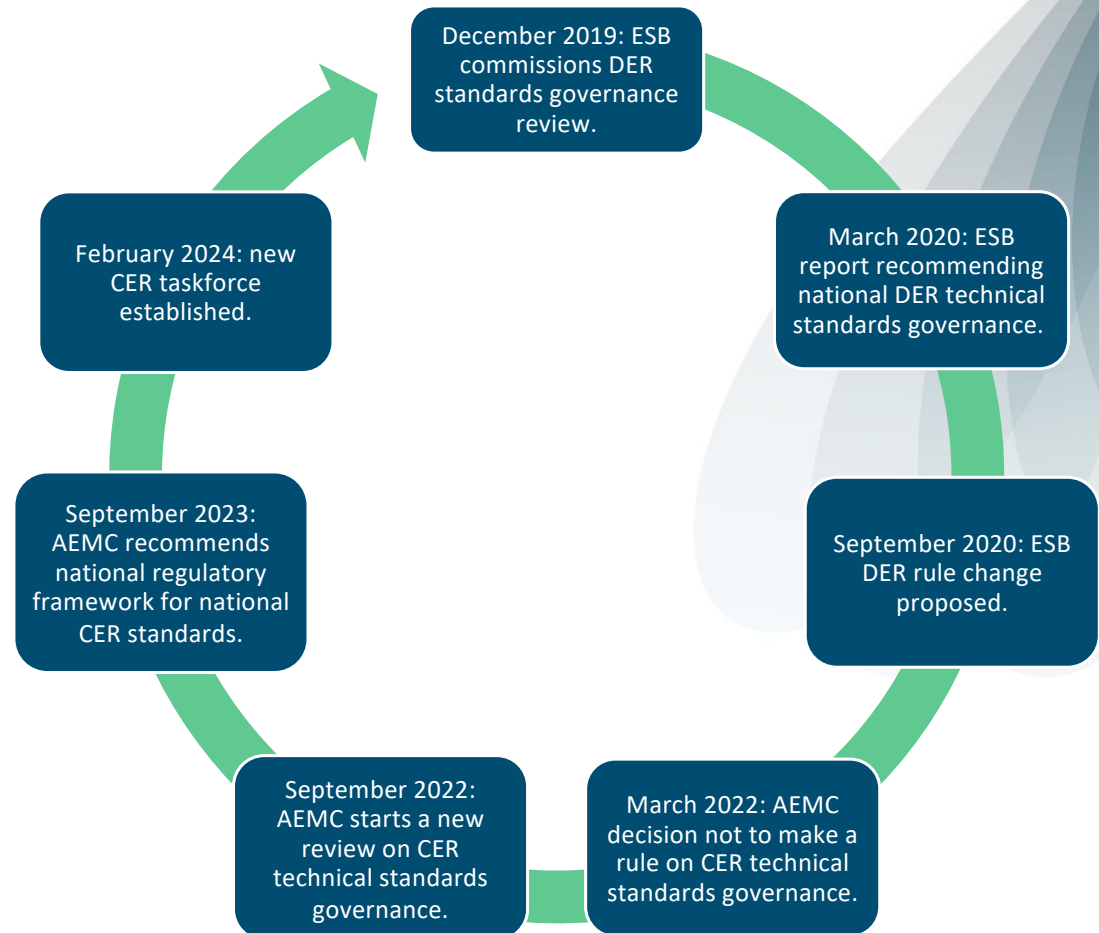 December 2019: ESB
commissions DER
standards governance
review.
March 2020: ESB
report recommending
national DER technical
standards governance.
September 2020: ESB
DER rule change
proposed.
March 2022: AEMC
decision not to make a
rule on CER technical
standards governance.
September 2022:
AEMC starts a new
review on CER
technical standards
governance.
September 2023:
AEMC recommends
national regulatory
framework for national
CER standards.
February 2024: new
CER taskforce
established.